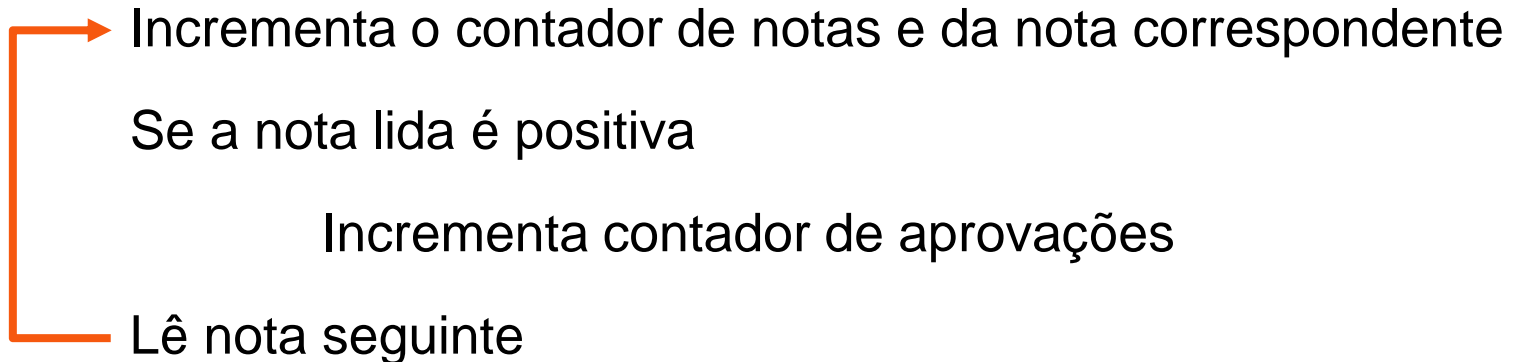 Incrementa o contador de notas e da nota correspondente
Se a nota lida é positiva
Incrementa contador de aprovações
Lê nota seguinte